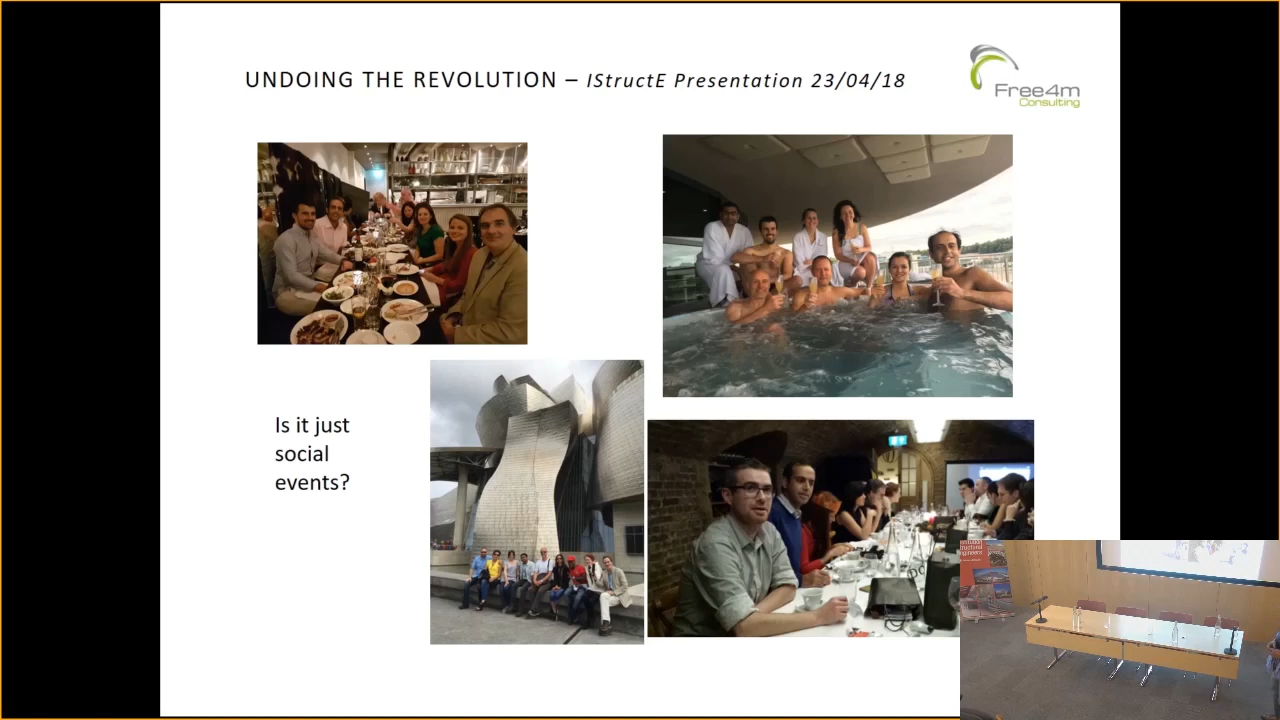 UNDOING THE REVOLUTION – IStructE Presentation 23/04/18
Free4m
Consulting
Is it just
social
events?